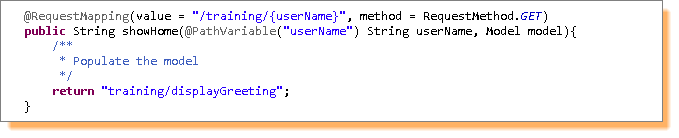 @RequestMapping(value = "/training/{userName}", method = RequestMethod.GET)
public String showHome(@PathVariable("userName") String userName, Model model){
    /**
     * Populate the model
     */
    return "training/displayGreeting";
}